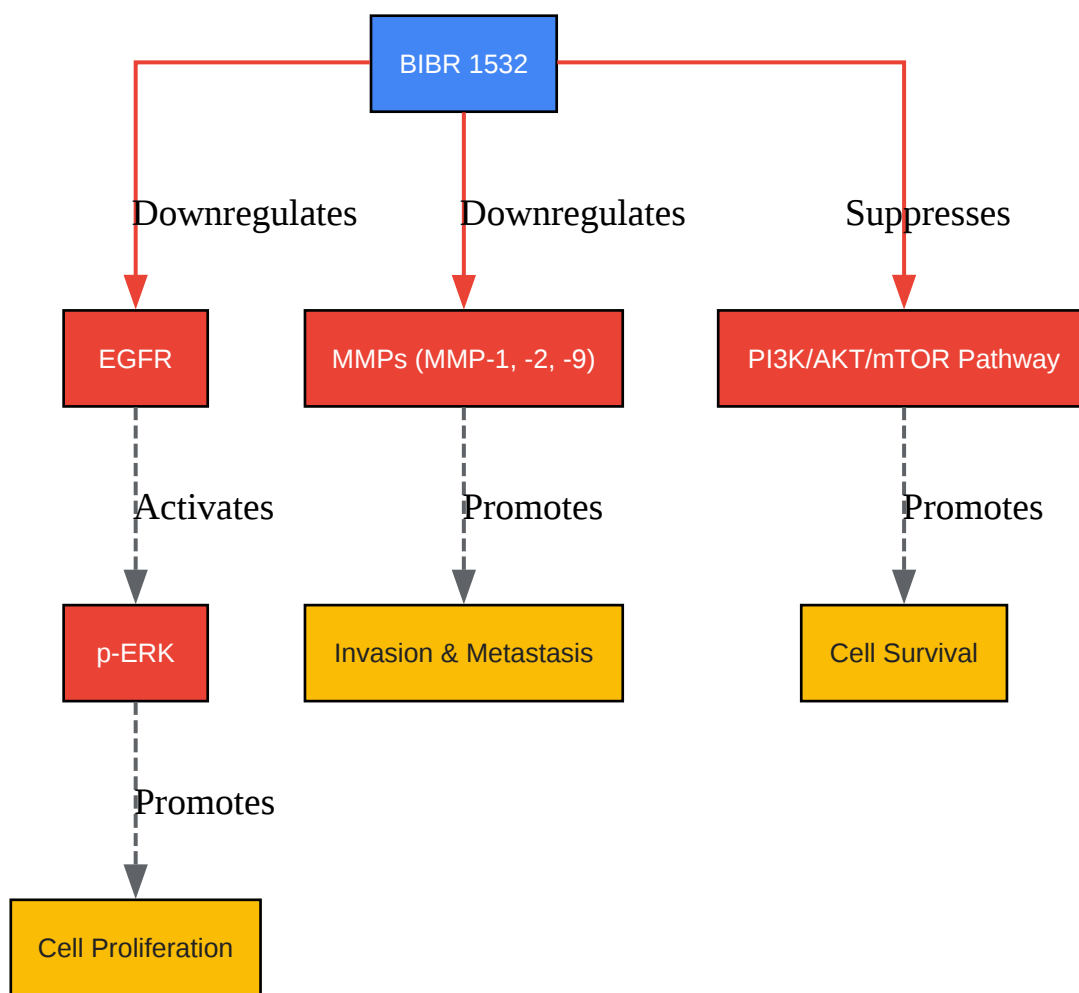 BIBR 1532
Downregulates
Downregulates
Suppresses
EGFR
MMPs (MMP-1, -2, -9)
PI3K/AKT/mTOR Pathway
Activates
Promotes
Promotes
p-ERK
Invasion & Metastasis
Cell Survival
Promotes
Cell Proliferation